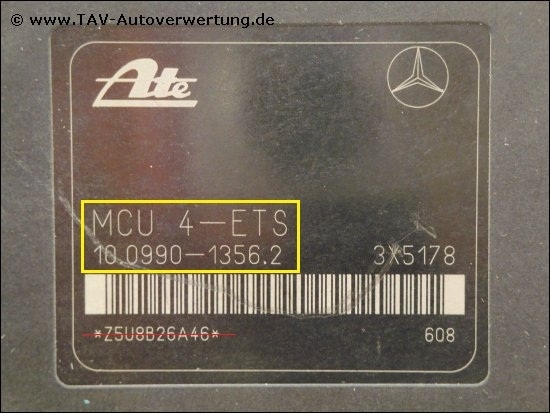 © www.TAV-Autoverwertung.de
Ate
MCU 4-ETS
10.0990-1356.2 3X5178
*Z5U8B26A46* 608